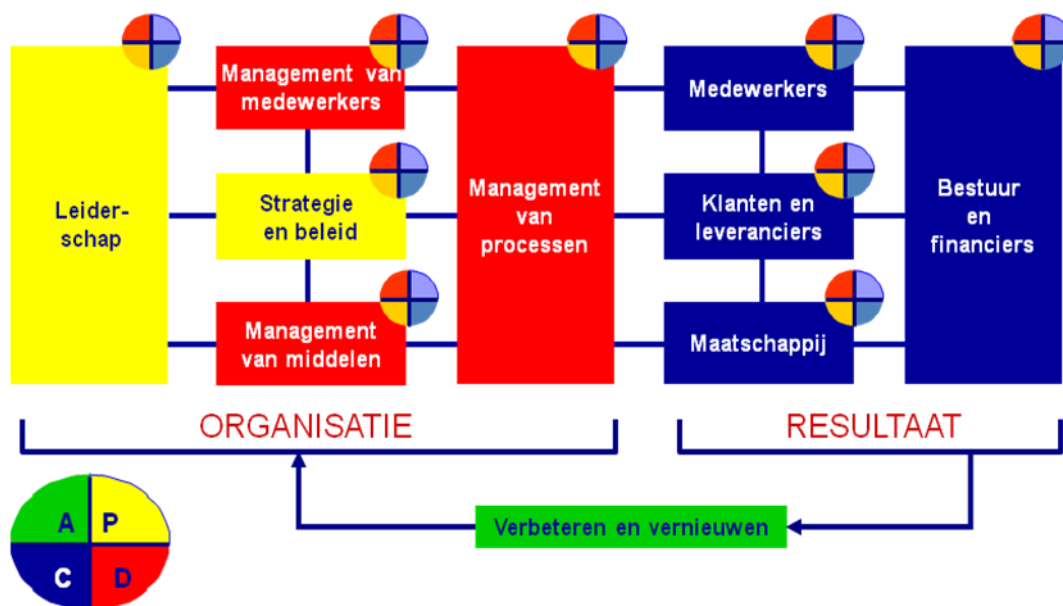 Leider-
schap
Management van
medewerkers
Strategie
en beleid
Management
van middelen
Management
van
processen
Medewerkers
Klanten en
leveranciers
Maatschappij
Bestuur
en
financiers
ORGANISATIE
RESULTAAT
Verbeteren en vernieuwen
A P
C D